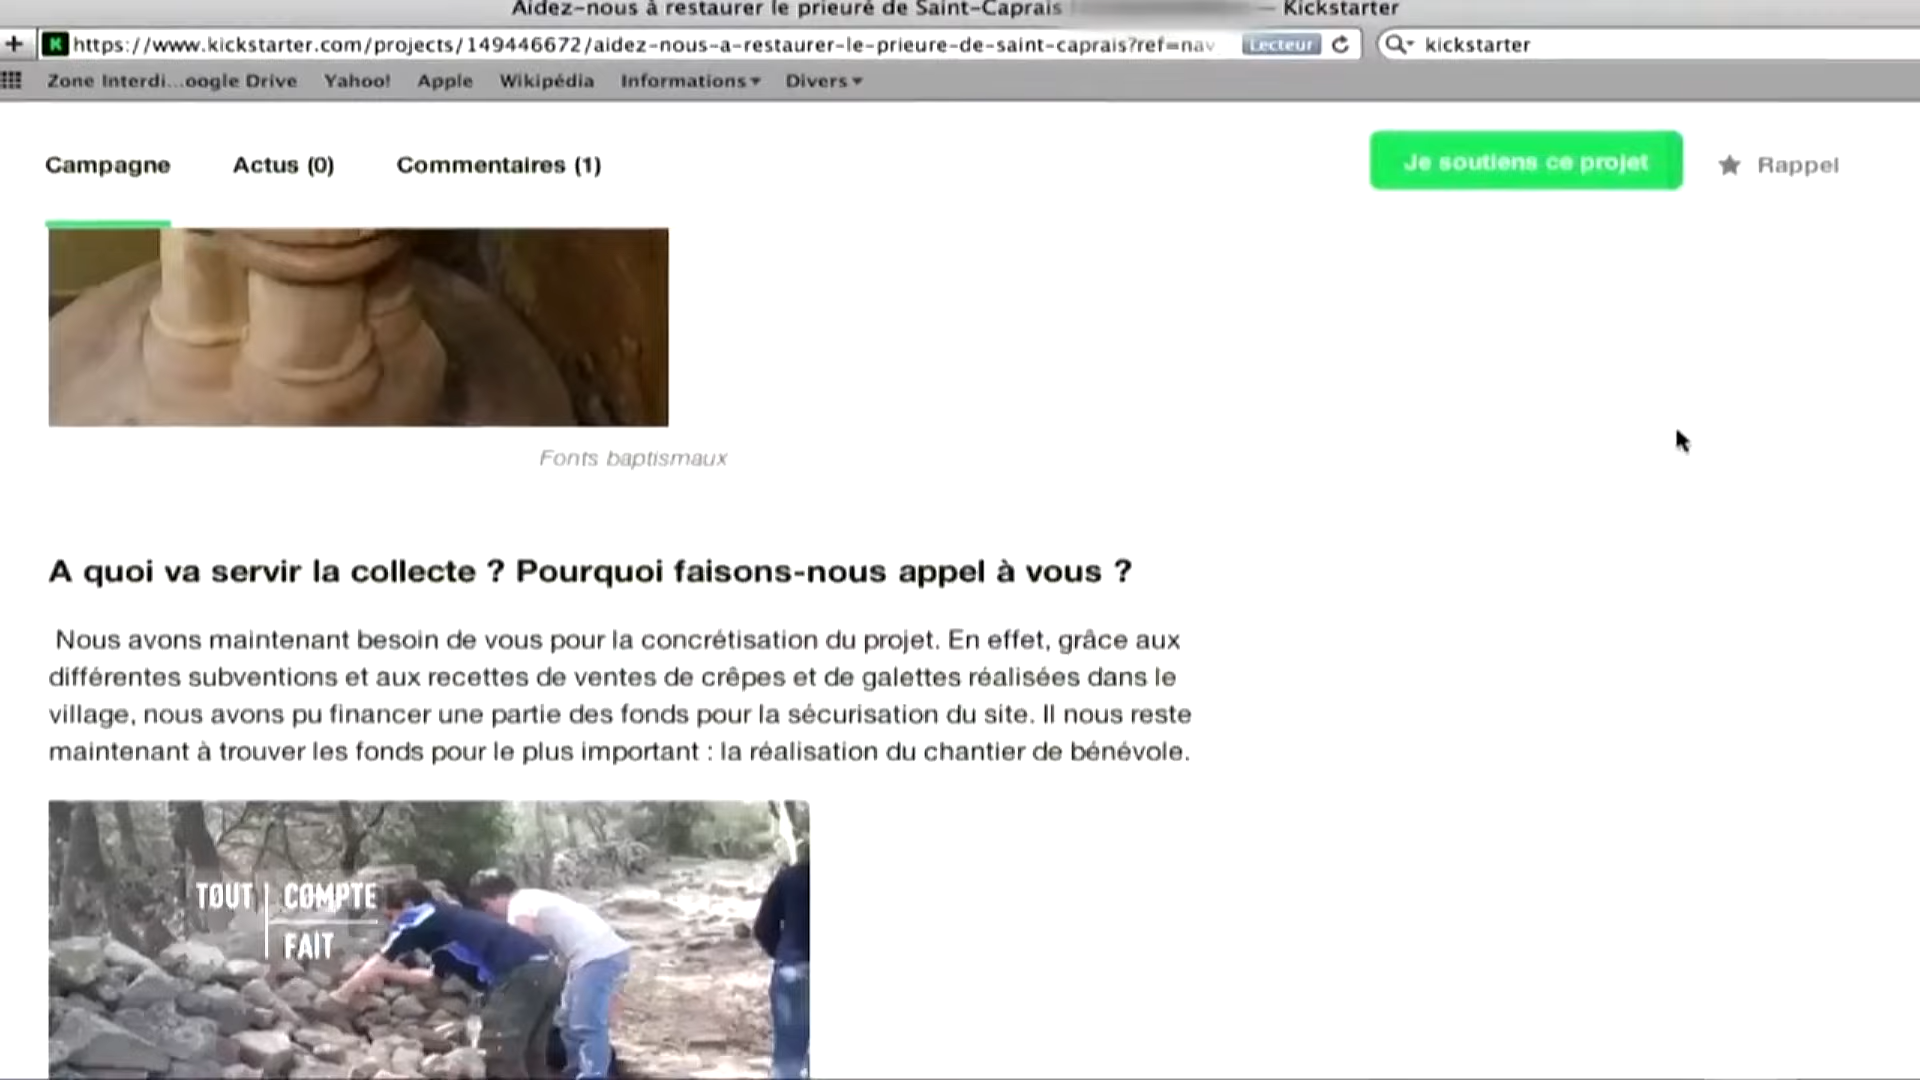 Aidez-nous à restaurer le prieuré de Saint-Caprais — Kickstarter
+ K https://www.kickstarter.com/projects/149446672/aidez-nous-a-restaurer-le-prieure-de-saint-caprais?ref=nav Lecteur kickstarter
Zone Interdi...oogle Drive Yahoo! Apple Wikipédia Informations Divers
Campagne Actus (0) Commentaires (1) Je soutiens ce projet Rappel
Fonts baptismaux
A quoi va servir la collecte ? Pourquoi faisons-nous appel à vous ?
Nous avons maintenant besoin de vous pour la concrétisation du projet. En effet, grâce aux
différentes subventions et aux recettes de ventes de crêpes et de galettes réalisées dans le
village, nous avons pu financer une partie des fonds pour la sécurisation du site. Il nous reste
maintenant à trouver les fonds pour le plus important : la réalisation du chantier de bénévole.
TOUT COMPTE
FAIT